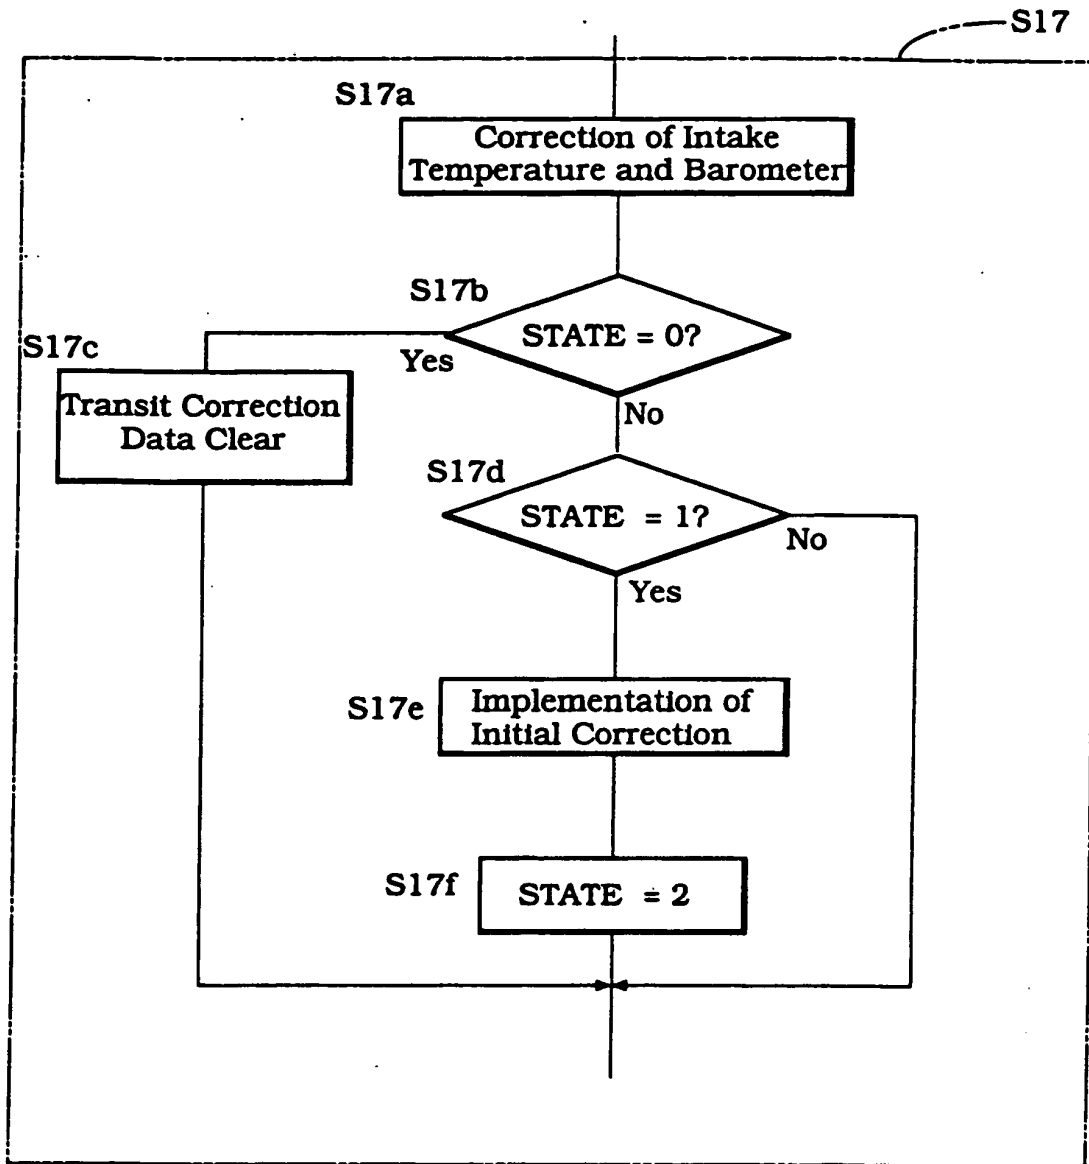 S17
S17a
Correction of Intake
Temperature and Barometer
S17b
STATE = 0?
Yes
No
S17c
Transit Correction
Data Clear
S17d
STATE = 1?
No
Yes
S17e
Implementation of
Initial Correction
S17f
STATE = 2